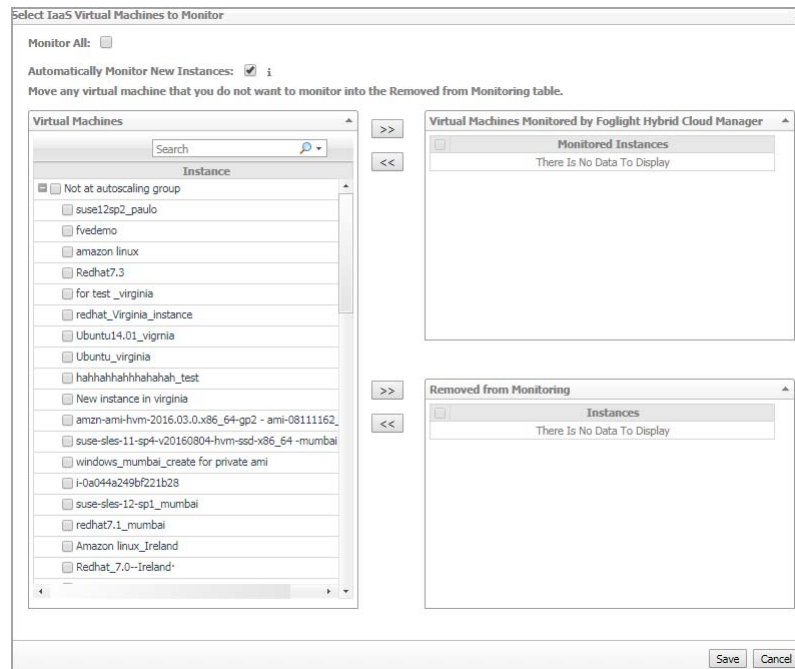 Select IaaS Virtual Machines to Monitor
Monitor All:
Automatically Monitor New Instances: i
Move any virtual machine that you do not want to monitor into the Removed from Monitoring table.
Virtual Machines
Search
Instance
Not at autoscaling group
suse12sp2_paulo
fvedemo
amazon linux
Redhat7.3
for test _virginia
redhat_Virginia_instance
Ubuntu14.01_vigrnia
Ubuntu_virginia
hahhahhahhhahahah_test
New instance in virginia
amzn-ami-hvm-2016.03.0.x86_64-gp2 - ami-08111162_
suse-sles-11-sp4-v20160804-hvm-ssd-x86_64 -mumbai
windows_mumbai_create for private ami
i-0a044a249bf221b28
suse-sles-12-sp1_mumbai
redhat7.1_mumbai
Amazon linux_Ireland
Redhat_7.0--Ireland-
>>
<<
Virtual Machines Monitored by Foglight Hybrid Cloud Manager
Monitored Instances
There Is No Data To Display
>>
<<
Removed from Monitoring
Instances
There Is No Data To Display
Save Cancel